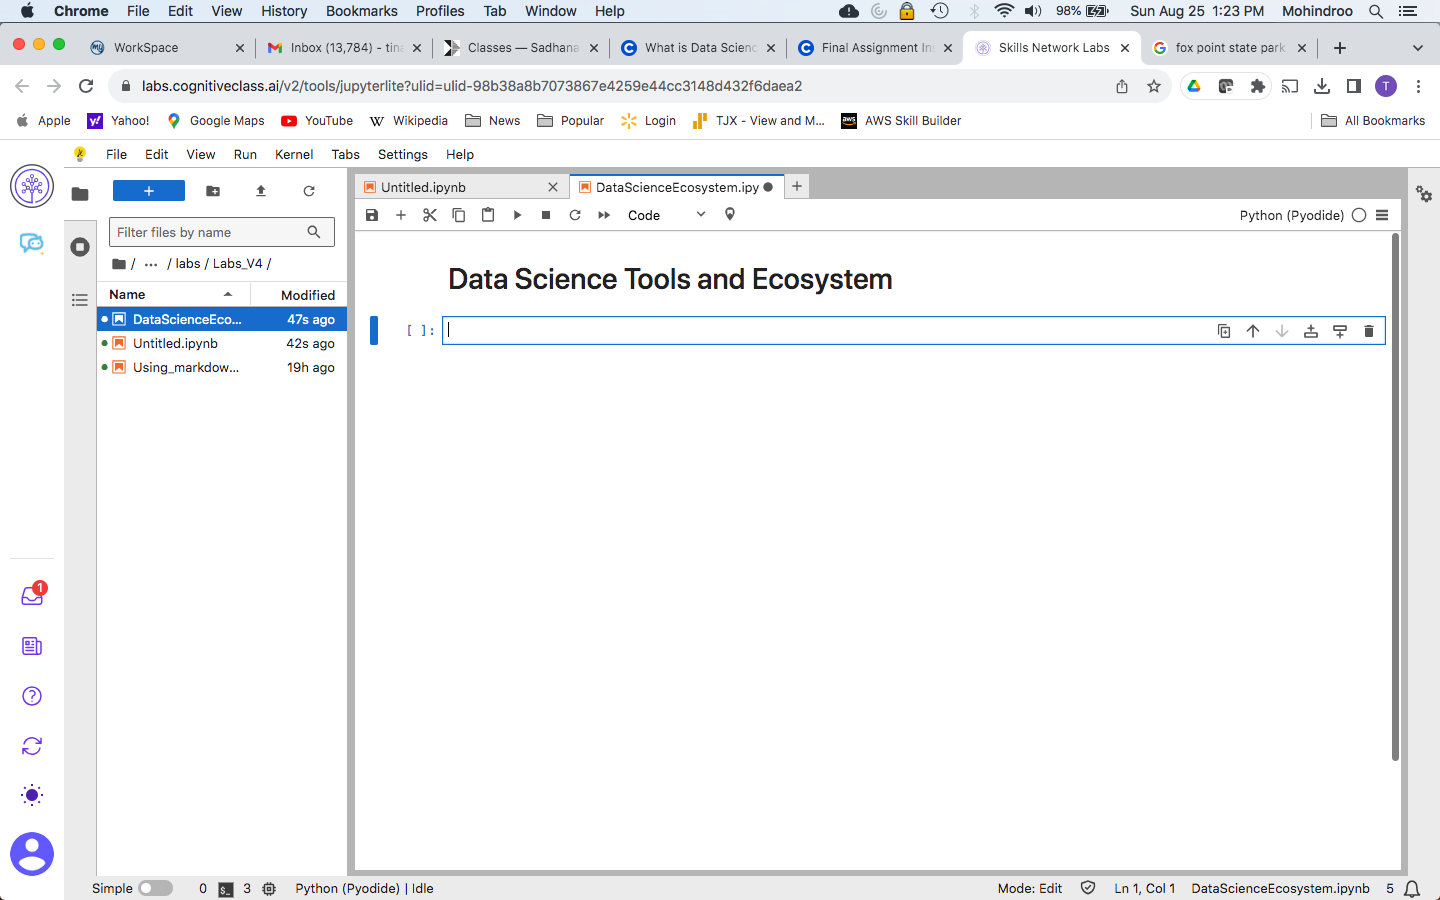 Chrome File Edit View History Bookmarks Profiles Tab Window Help 98% Sun Aug 25 1:23 PM Mohindroo
WorkSpace Inbox (13,784) - tina Classes — Sadhana What is Data Scienc Final Assignment In Skills Network Labs fox point state park
labs.cognitiveclass.ai/v2/tools/jupyterlite?ulid=ulid-98b38a8b7073867e4259e44cc3148d432f6daea2 T
Apple Yahoo! Google Maps YouTube W Wikipedia News Popular Login TJX - View and M... aws AWS Skill Builder All Bookmarks
File Edit View Run Kernel Tabs Settings Help
Untitled.ipynb DataScienceEcosystem.ipy
Code Python (Pyodide)
Filter files by name
/ ... / labs / Labs_V4 /
Name Modified
DataScienceEco... 47s ago
Untitled.ipynb 42s ago
Using_markdow... 19h ago
Data Science Tools and Ecosystem
[ ]:
1
Simple 0 $_ 3 Python (Pyodide) | Idle Mode: Edit Ln 1, Col 1 DataScienceEcosystem.ipynb 5